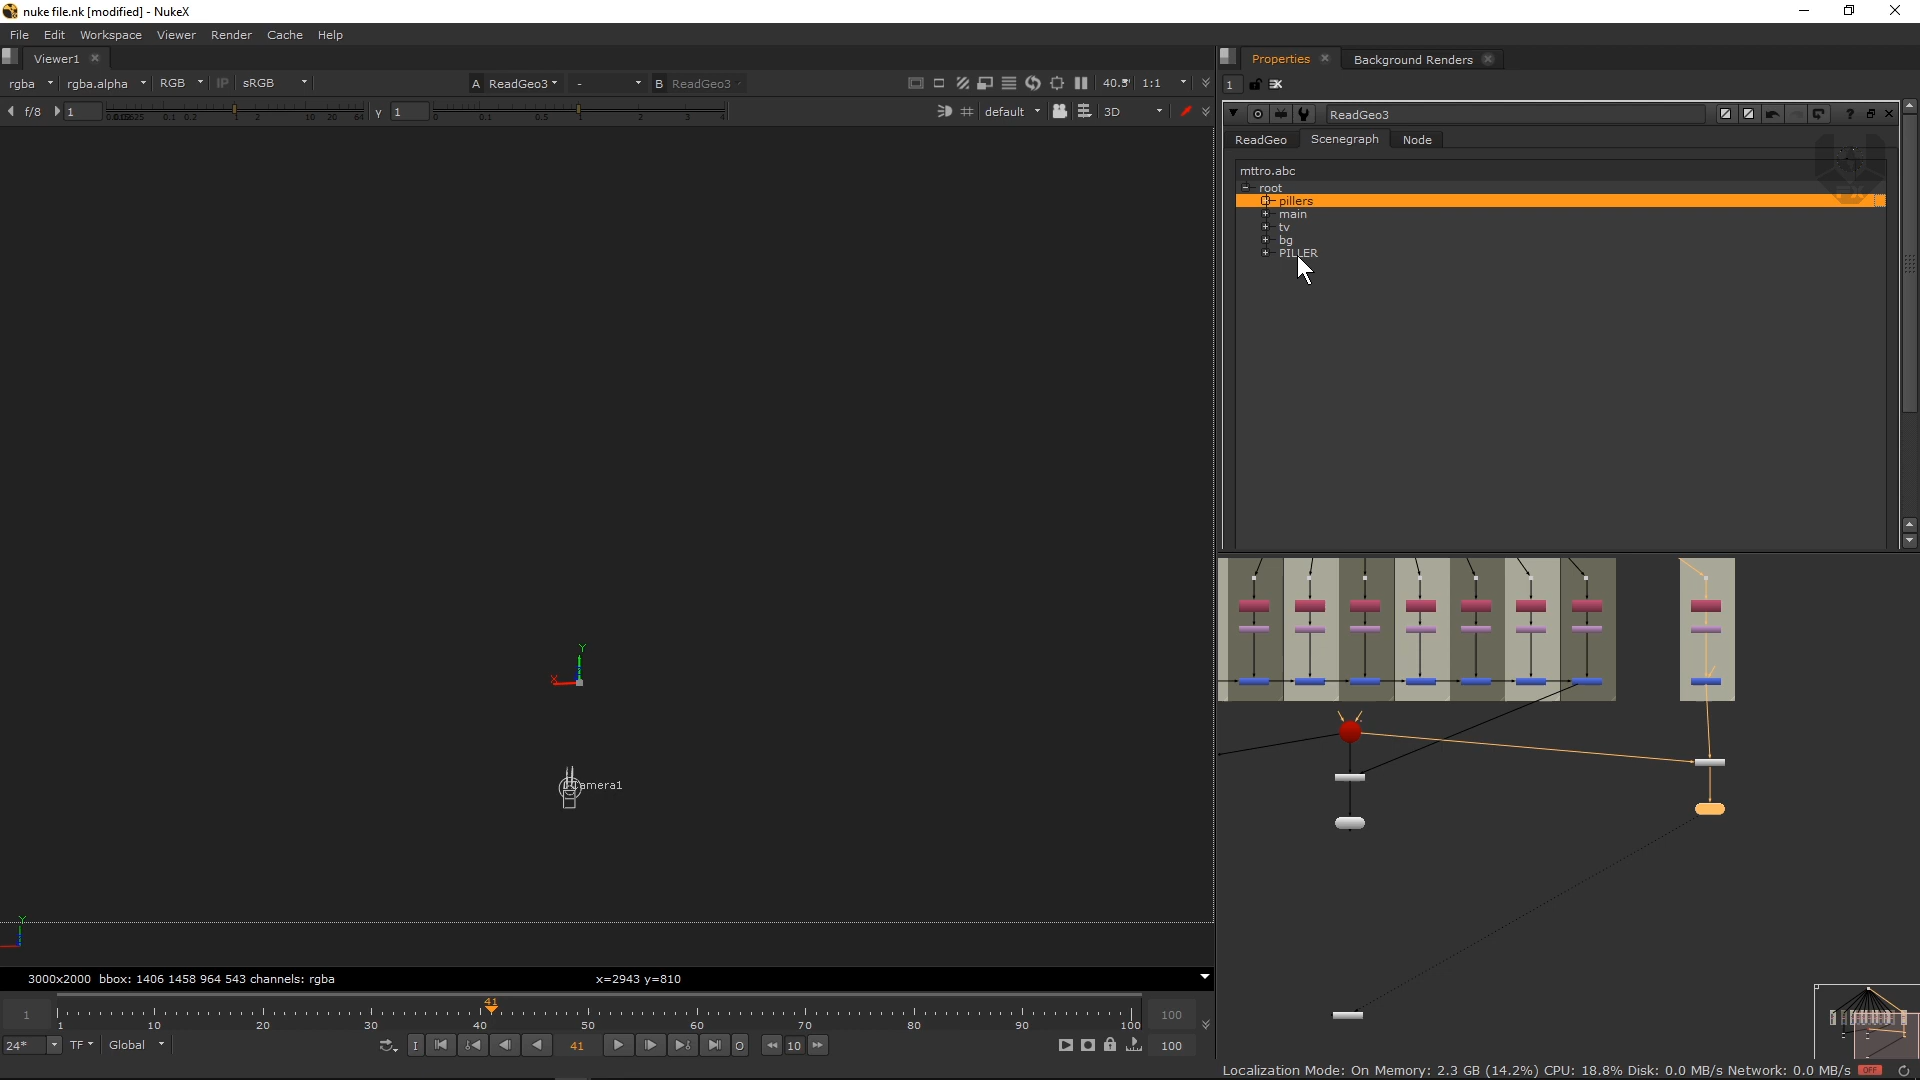 nuke file.nk [modified] - NukeX
File Edit Workspace Viewer Render Cache Help
Viewer1
rgba rgba.alpha RGB IP sRGB A ReadGeo3 - B ReadGeo3 40.5 1:1
f/8 1 0.1 0.2 1 2 10 20 64 Y 1 0 0.1 0.5 1 2 3 4 default 3D
Properties Background Renders
1
ReadGeo3
ReadGeo Scenegraph Node
mttro.abc
root
pillers
main
tv
bg
PILLER
Y
X
Camera1
Y
3000x2000 bbox: 1406 1458 964 543 channels: rgba x=2943 y=810
1 41 100
1 10 20 30 40 50 60 70 80 90 100
24* TF Global I 41 O 10 100
Localization Mode: On Memory: 2.3 GB (14.2%) CPU: 18.8% Disk: 0.0 MB/s Network: 0.0 MB/s OFF